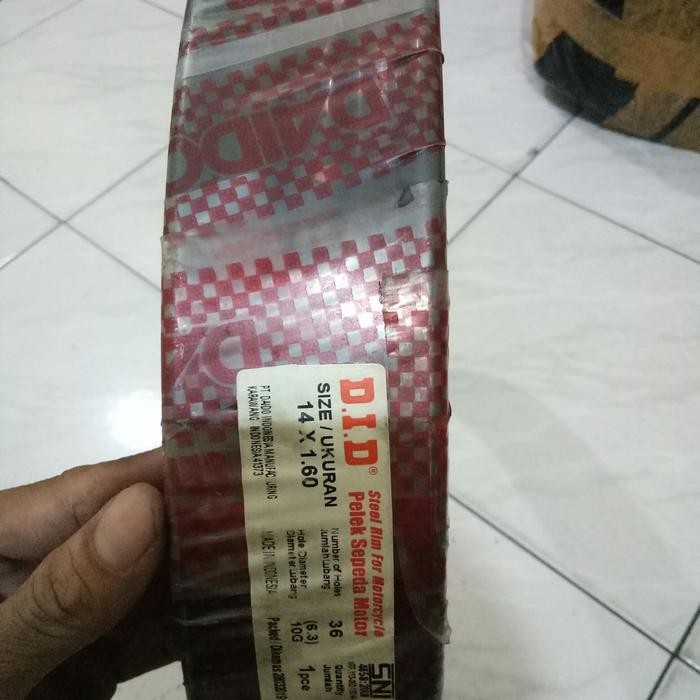 DAIDO
D.I.D®
Steel Rim For Motorcycle
Pelek Sepeda Motor
SIZE / UKURAN
14 X 1.60
Number of Holes
Jumlah Lubang
36
Quantity
Jumlah
1pce
Hole Diameter
Diameter Lubang
(6.3)
10G
PT. DAIDO INDONESIA MANUFACTURING
KARAWANG INDONESIA 41373
MADE IN INDONESIA
Packed / Dikemas
SNI